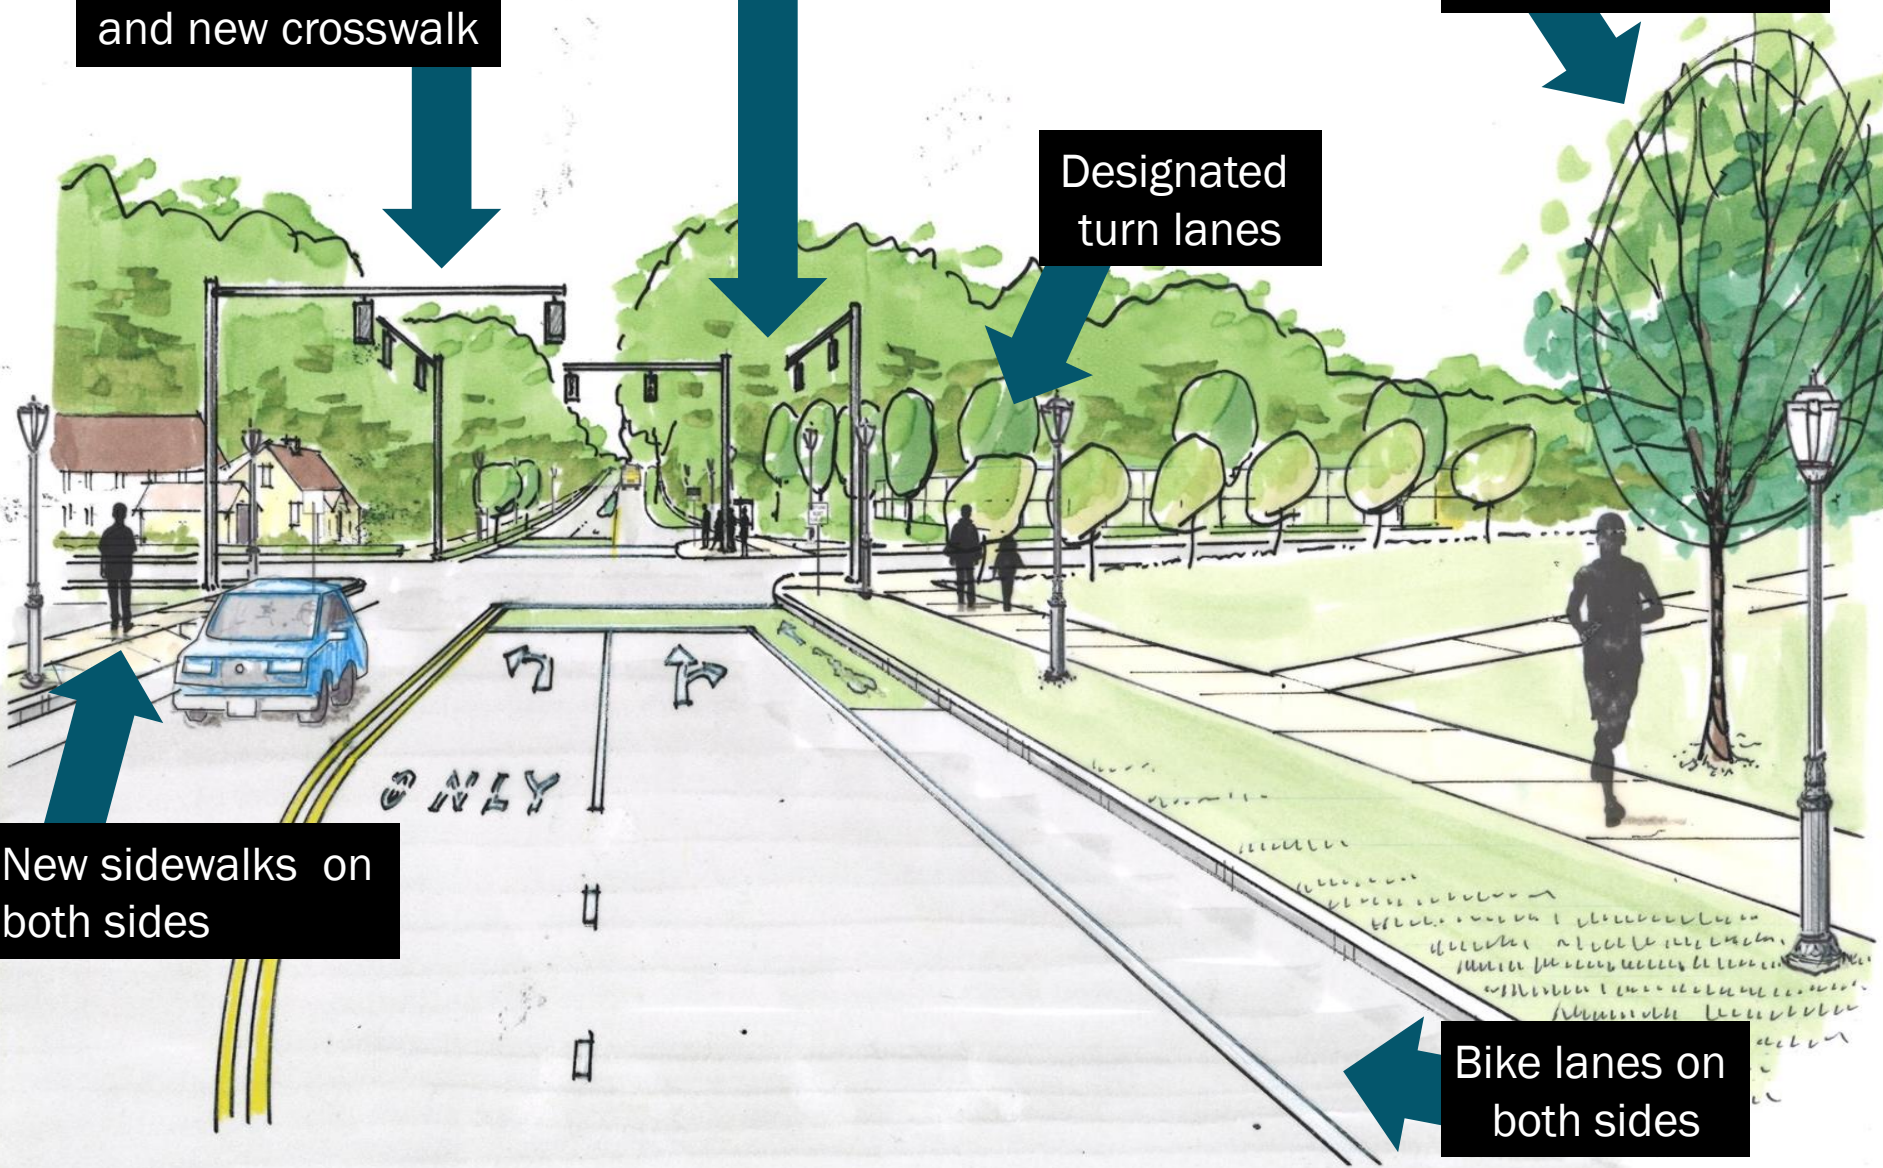 and new crosswalk
Designated
turn lanes
ONLY
New sidewalks on
both sides
Bike lanes on
both sides